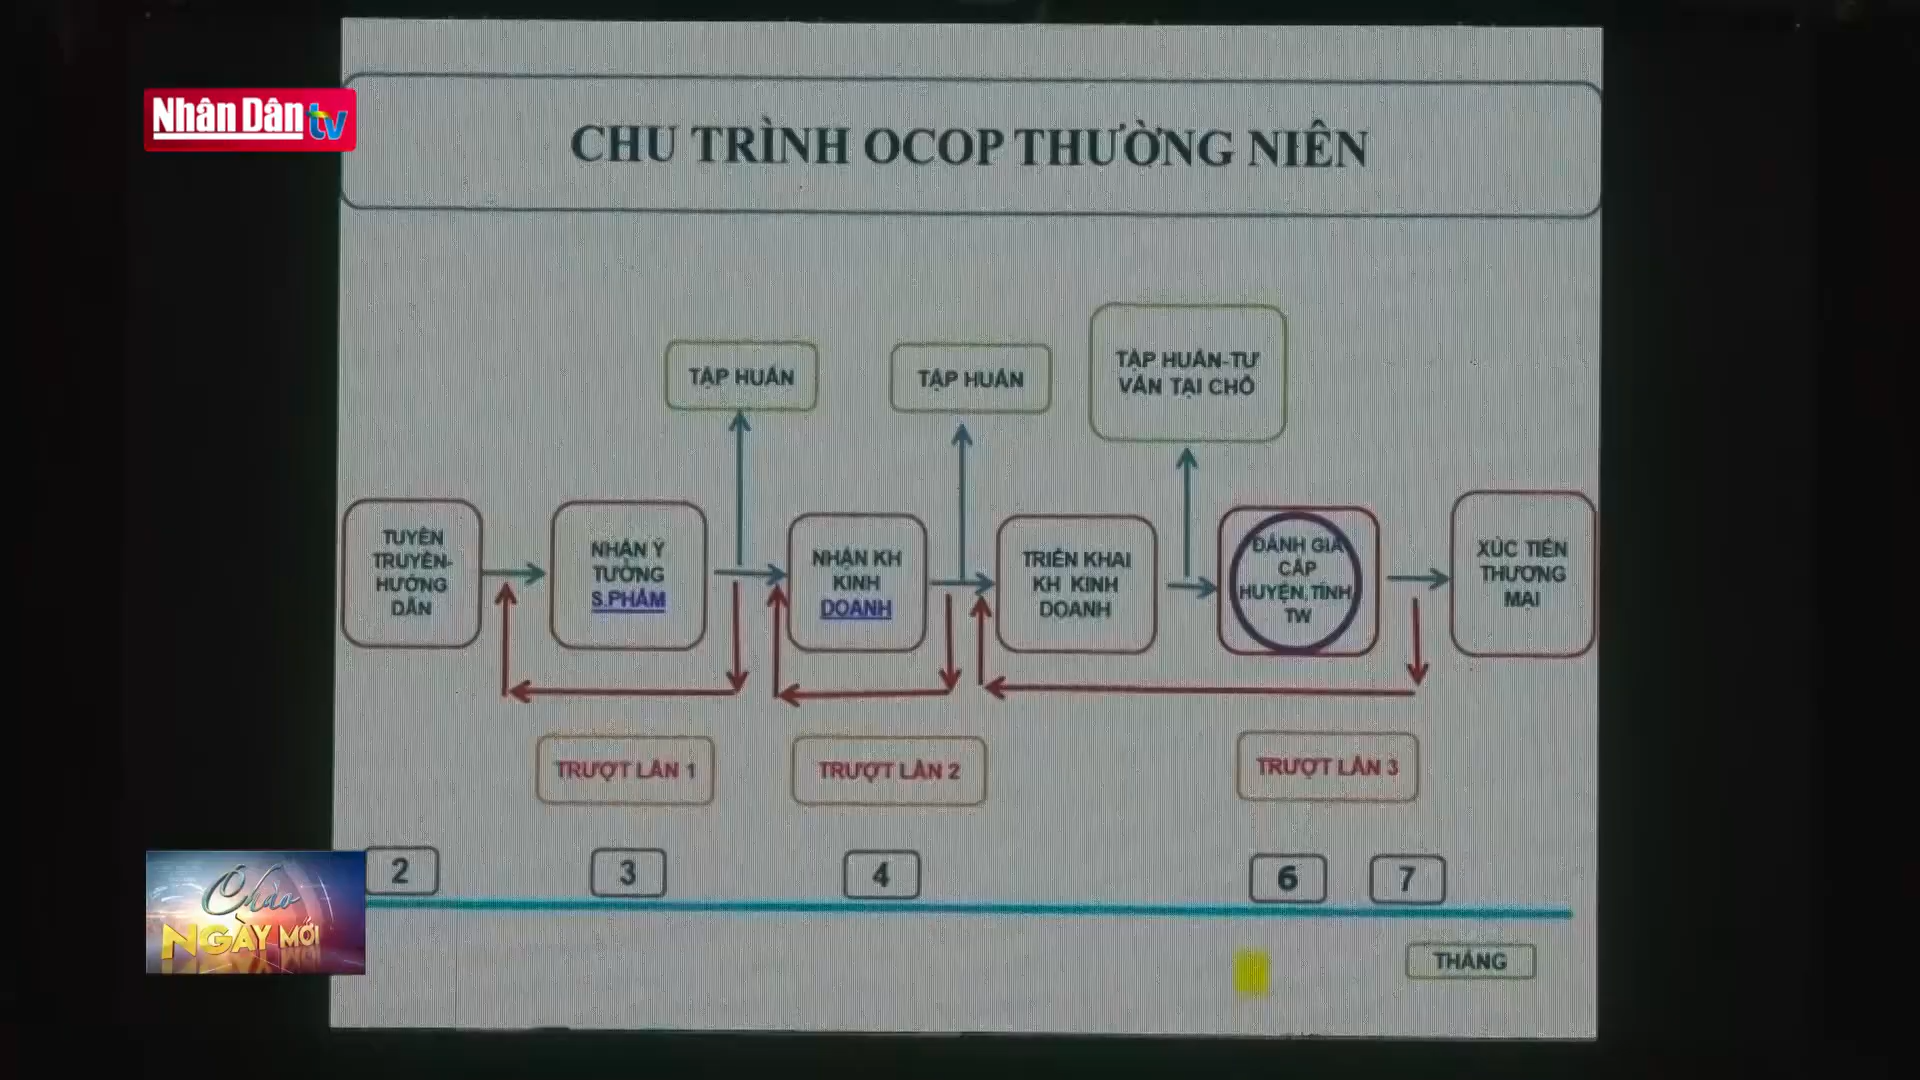 Nhân Dân tv
CHU TRÌNH OCOP THƯỜNG NIÊN
TẬP HUẤN
TẬP HUẤN
TẬP HUẤN-TƯ
VẤN TẠI CHỖ
TUYÊN
TRUYỀN-
HƯỚNG
DẪN
NHẬN Ý
TƯỞNG
S.PHẨM
NHẬN KH
KINH
DOANH
TRIỂN KHAI
KH KINH
DOANH
ĐÁNH GIÁ
CẤP
HUYỆN,TỈNH,
TW
XÚC TIẾN
THƯƠNG
MẠI
TRƯỢT LẦN 1
TRƯỢT LẦN 2
TRƯỢT LẦN 3
2
3
4
6
7
THÁNG
Chào
NGÀY MỚI